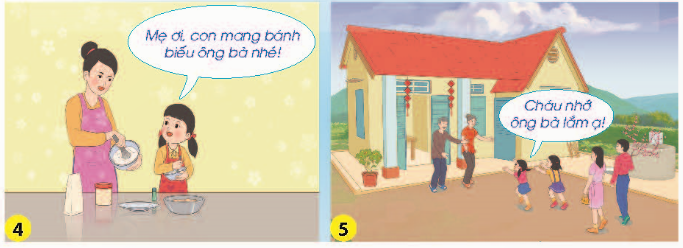 Mẹ ơi, con mang bánh
biếu ông bà nhé!
4
Cháu nhớ
ông bà lắm ạ!
5